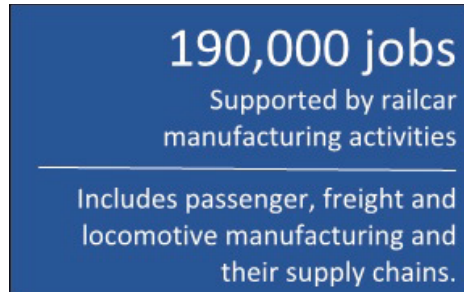 190,000 jobs
Supported by railcar
manufacturing activities
Includes passenger, freight and
locomotive manufacturing and
their supply chains.